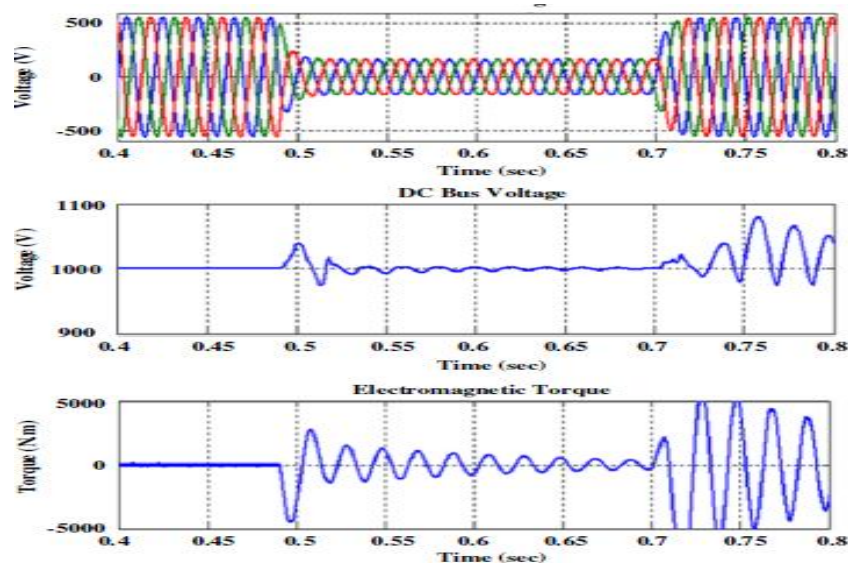 500
0
-500
Voltage (V)
0.4 0.45 0.5 0.55 0.6 0.65 0.7 0.75 0.8
Time (sec)
DC Bus Voltage
1100
1000
900
Voltage (V)
0.4 0.45 0.5 0.55 0.6 0.65 0.7 0.75 0.8
Time (sec)
Electromagnetic Torque
5000
0
-5000
Torque (Nm)
0.4 0.45 0.5 0.55 0.6 0.65 0.7 0.75 0.8
Time (sec)